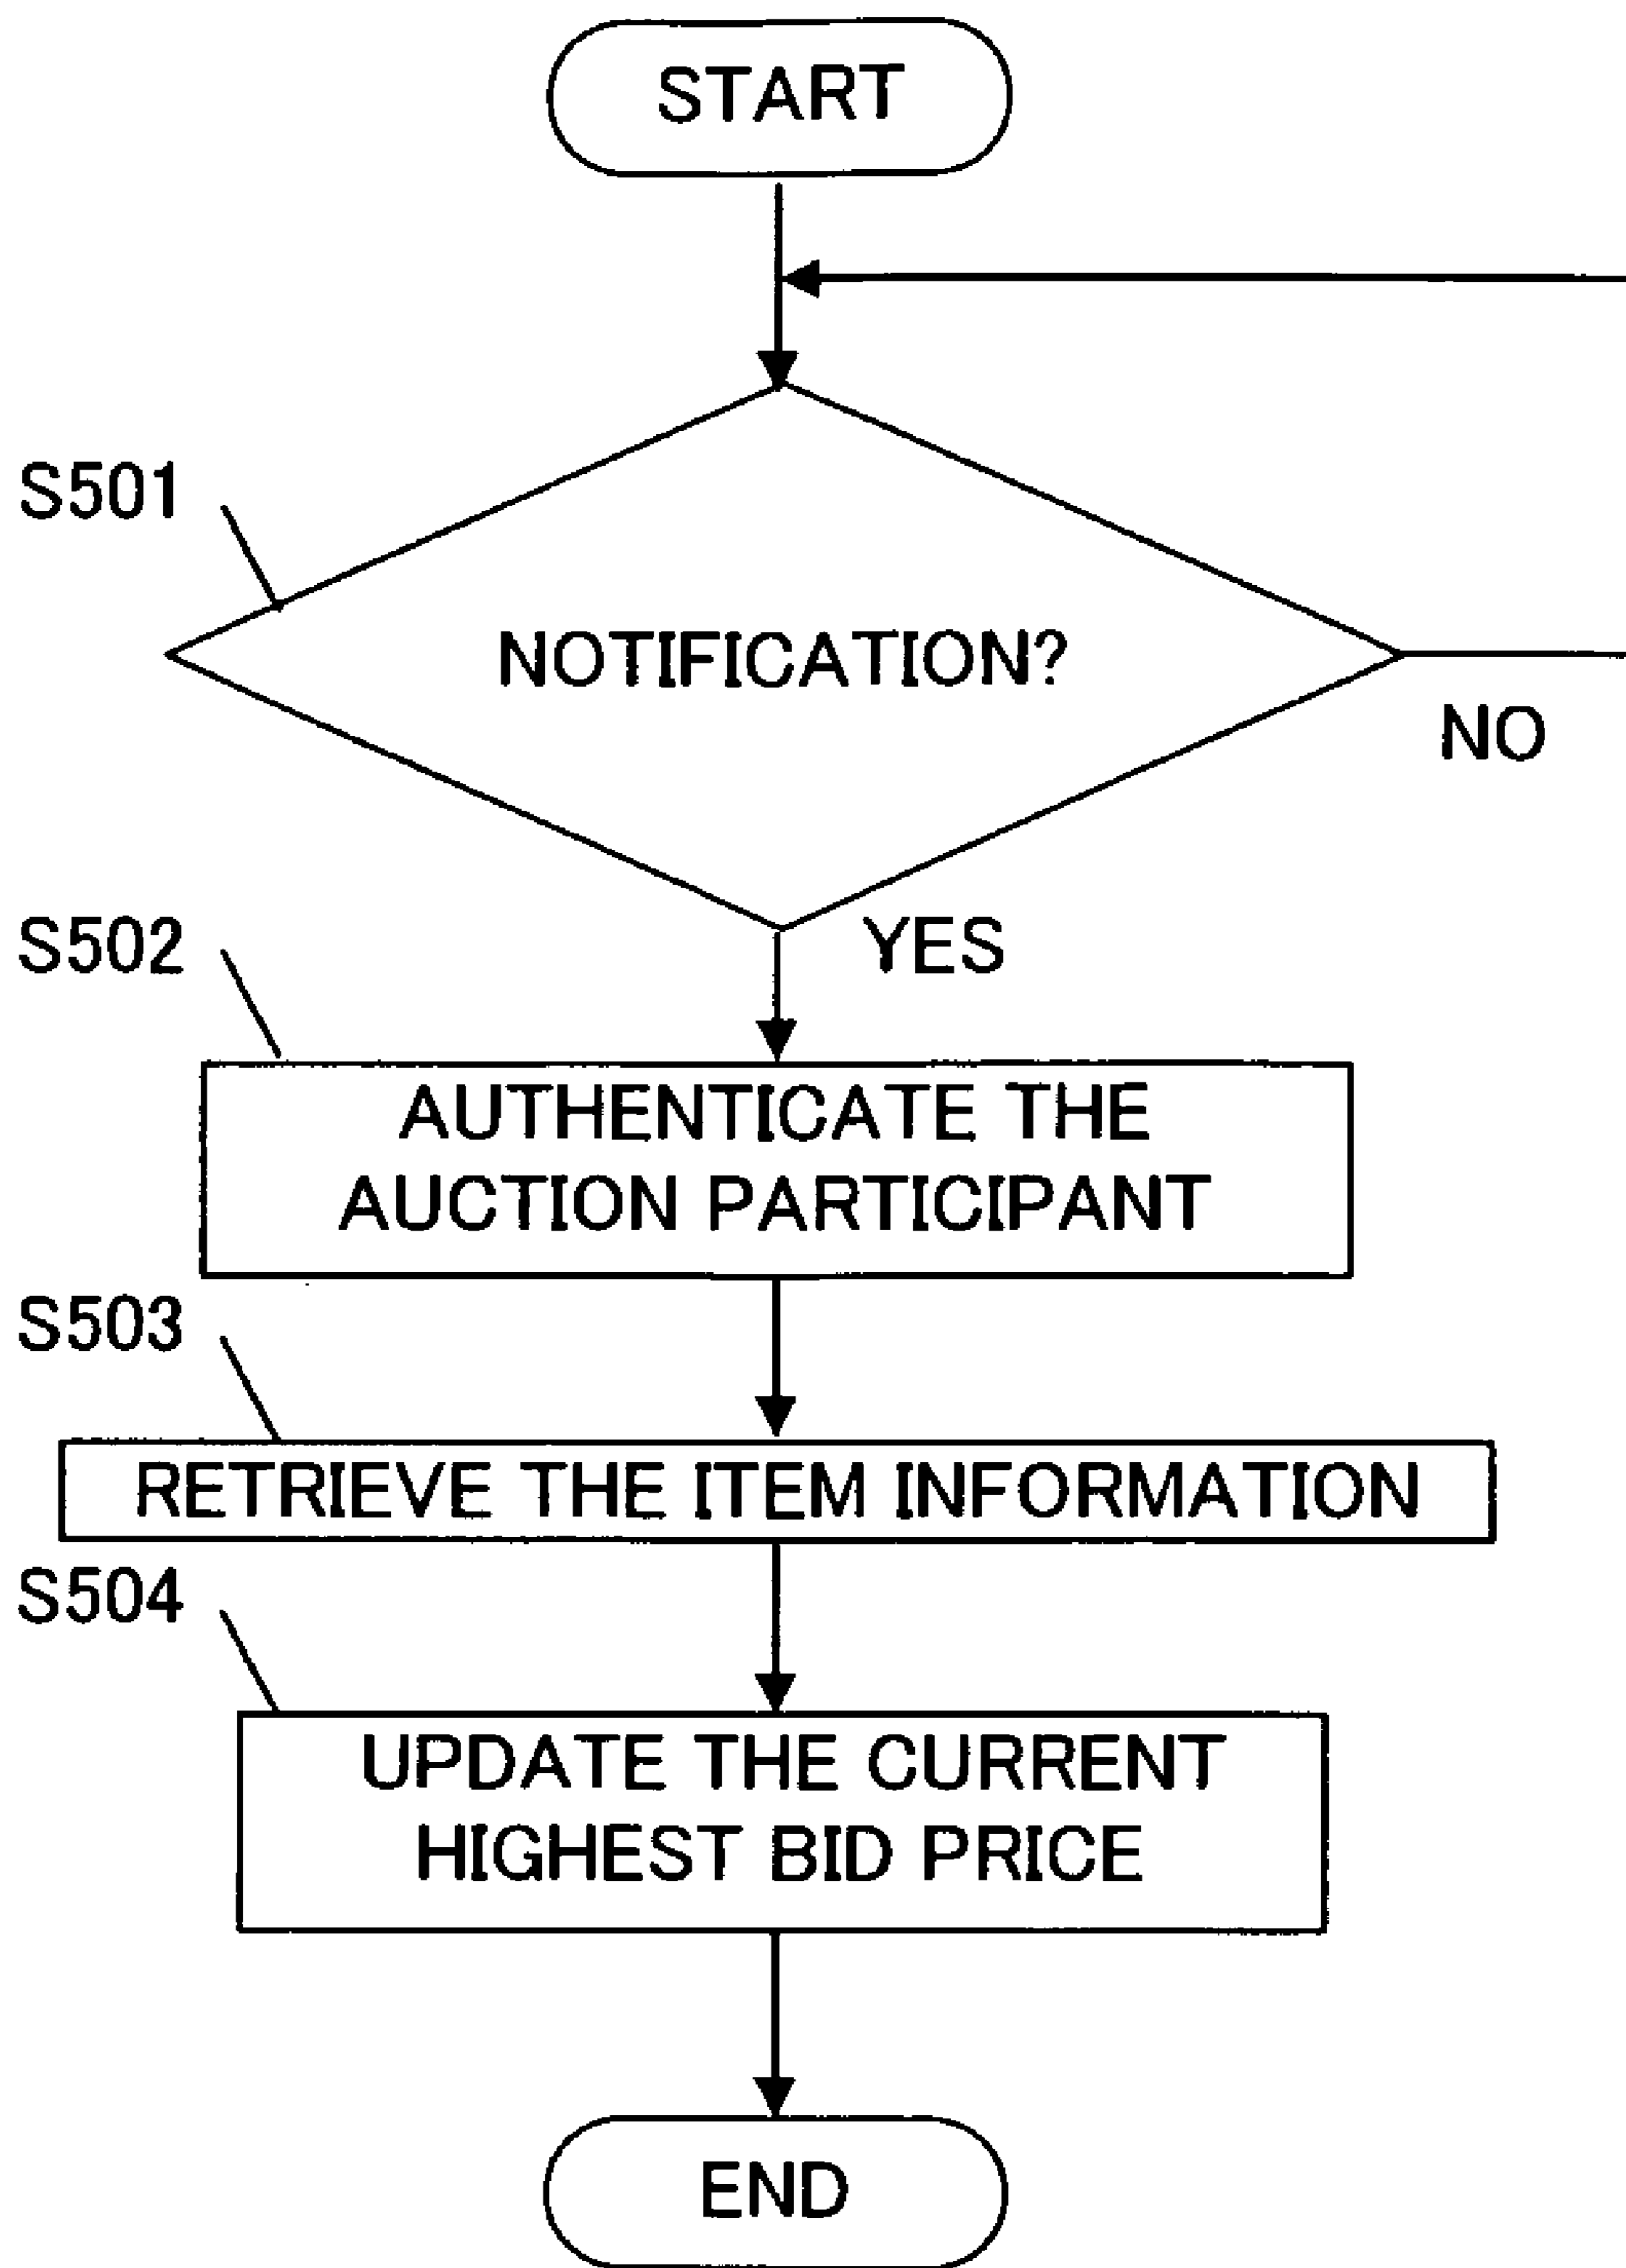 START
S501
NOTIFICATION?
NO
S502
YES
AUTHENTICATE THE
AUCTION PARTICIPANT
S503
RETRIEVE THE ITEM INFORMATION
S504
UPDATE THE CURRENT
HIGHEST BID PRICE
END